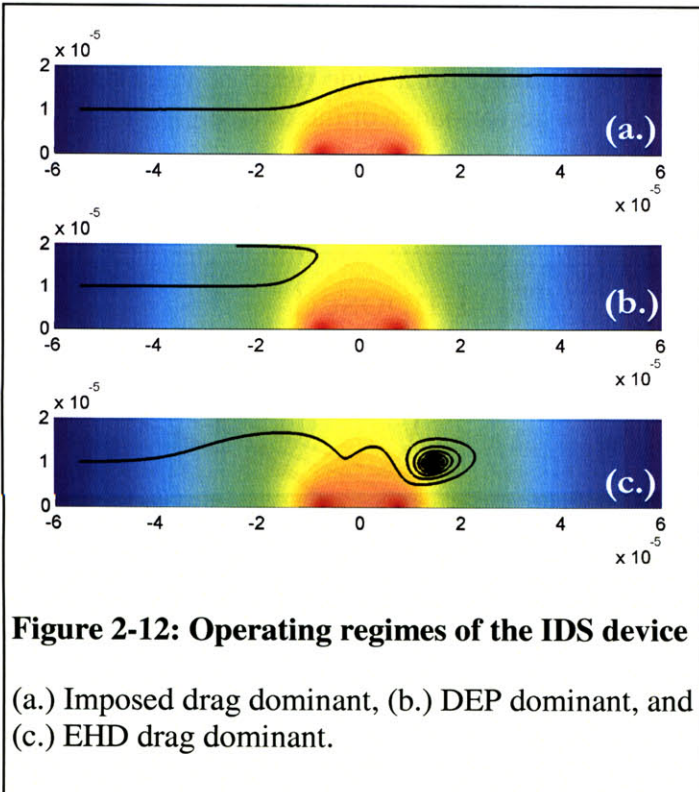 x 10 -5
2
1
0
-6 -4 -2 0 2 4 6
x 10 -5
(a.)
x 10 -5
2
1
0
-6 -4 -2 0 2 4 6
x 10 -5
(b.)
x 10 -5
2
1
0
-6 -4 -2 0 2 4 6
x 10 -5
(c.)
Figure 2-12: Operating regimes of the IDS device
(a.) Imposed drag dominant, (b.) DEP dominant, and
(c.) EHD drag dominant.